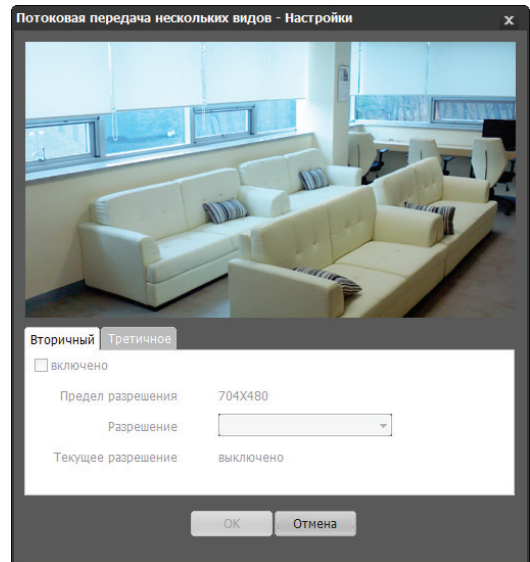 Потоковая передача нескольких видов - Настройки x
Вторичный Третичное
включено
Предел разрешения 704X480
Разрешение
Текущее разрешение выключено
OK Отмена